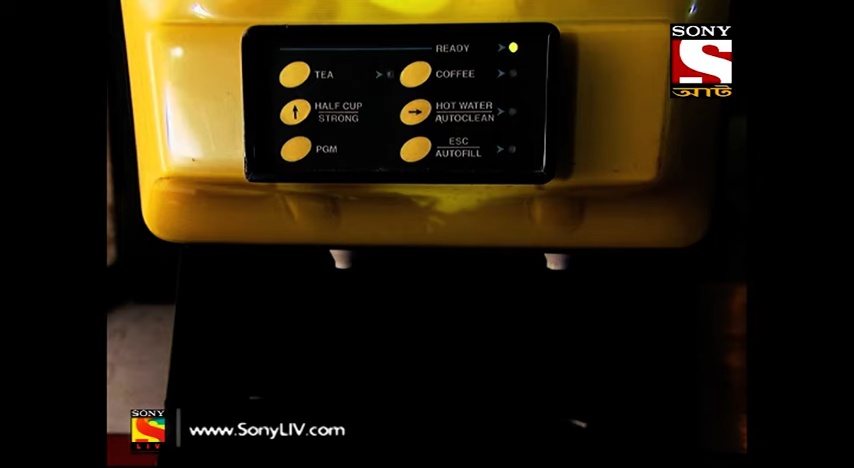 READY
TEA
COFFEE
HALF CUP
STRONG
HOT WATER
AUTOCLEAN
PGM
ESC
AUTOFILL
SONY
S
আট
SONY
S
LIV
www.SonyLIV.com